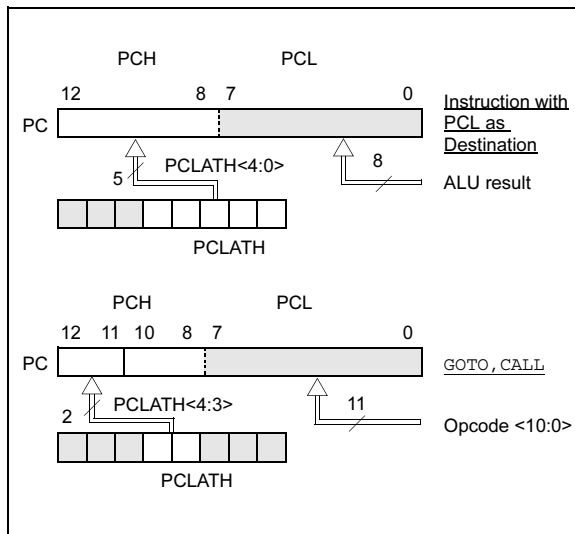 PCH PCL
12 8 7 0
PC
Instruction with
PCL as
Destination
5 PCLATH<4:0> 8
ALU result
PCLATH
PCH PCL
12 11 10 8 7 0
PC GOTO,CALL
2 PCLATH<4:3> 11
Opcode <10:0>
PCLATH